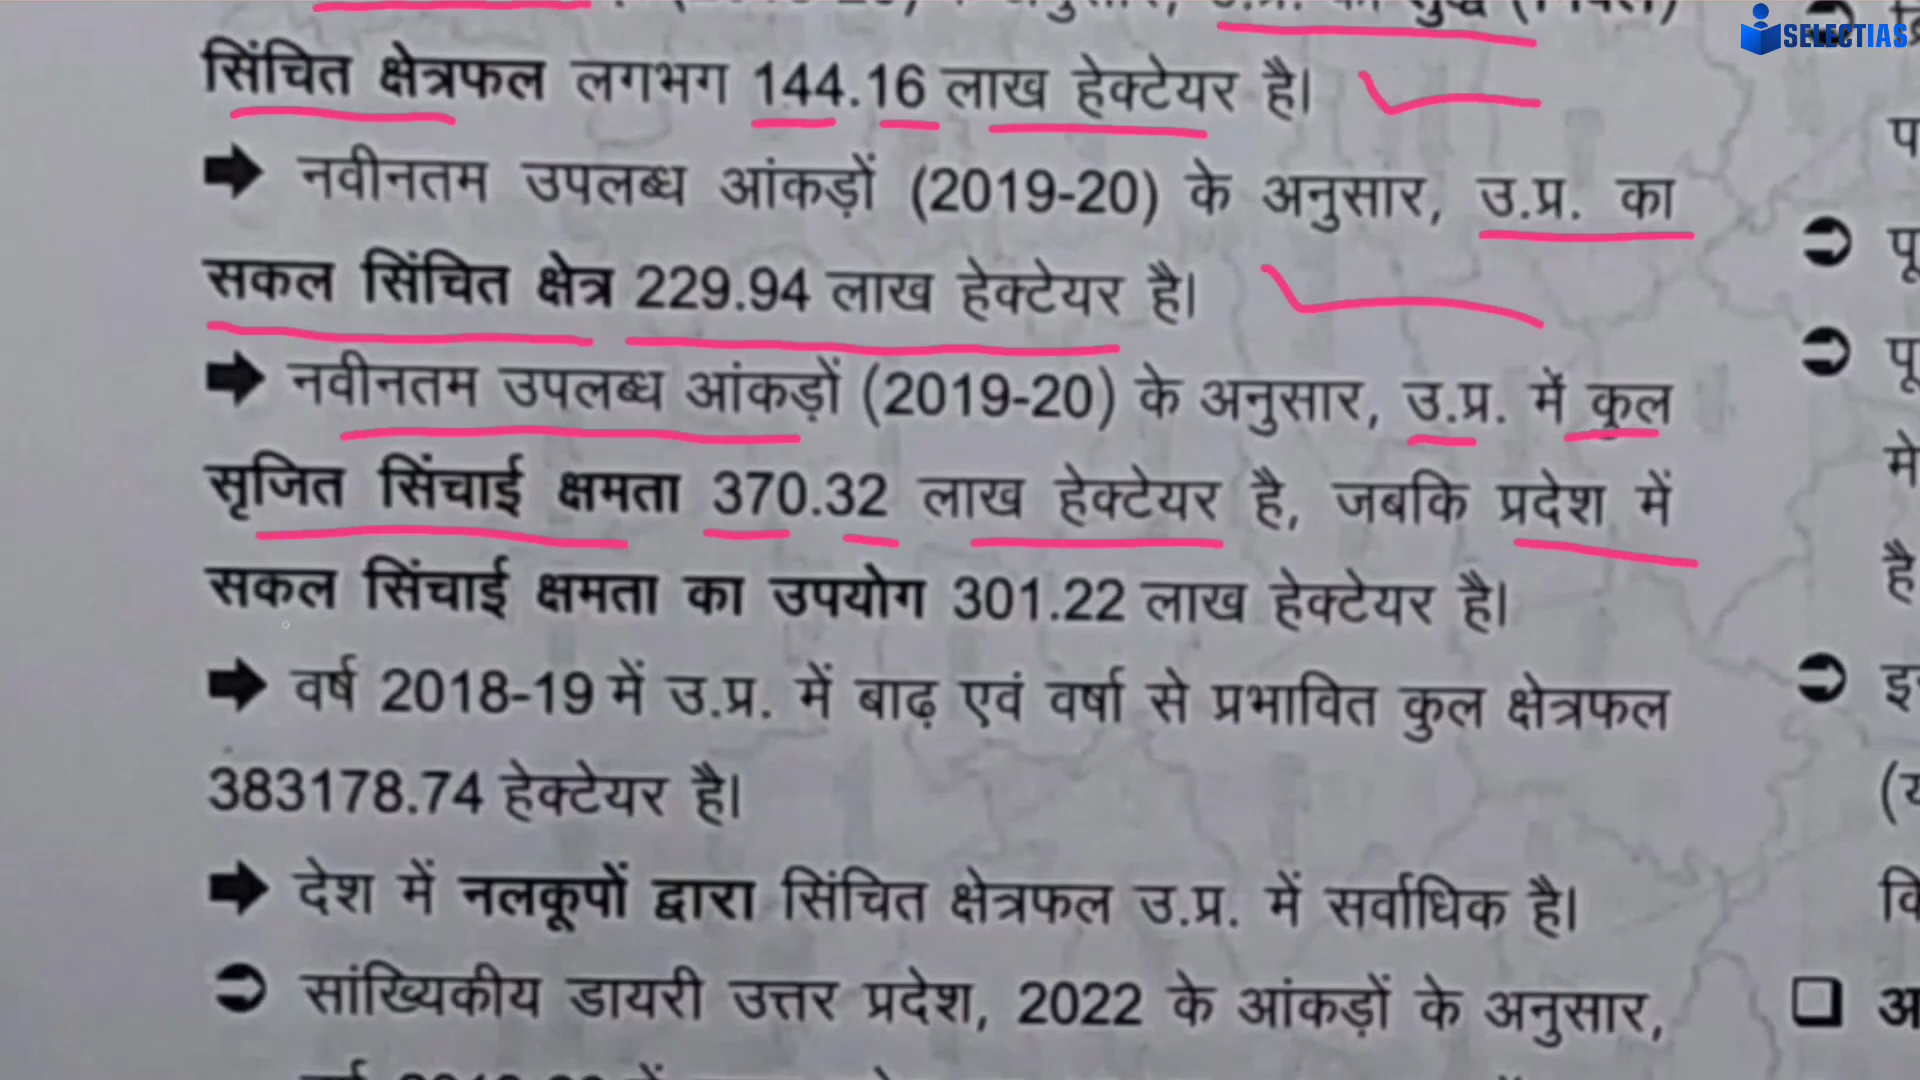 SELECTIAS
सिंचित क्षेत्रफल लगभग 144.16 लाख हेक्टेयर है।
➡ नवीनतम उपलब्ध आंकड़ों (2019-20) के अनुसार, उ.प्र. का
सकल सिंचित क्षेत्र 229.94 लाख हेक्टेयर है।
➡ नवीनतम उपलब्ध आंकड़ों (2019-20) के अनुसार, उ.प्र. में कुल
सृजित सिंचाई क्षमता 370.32 लाख हेक्टेयर है, जबकि प्रदेश में
सकल सिंचाई क्षमता का उपयोग 301.22 लाख हेक्टेयर है।
➡ वर्ष 2018-19 में उ.प्र. में बाढ़ एवं वर्षा से प्रभावित कुल क्षेत्रफल
383178.74 हेक्टेयर है।
➡ देश में नलकूपों द्वारा सिंचित क्षेत्रफल उ.प्र. में सर्वाधिक है।
➲ सांख्यिकीय डायरी उत्तर प्रदेश, 2022 के आंकड़ों के अनुसार,